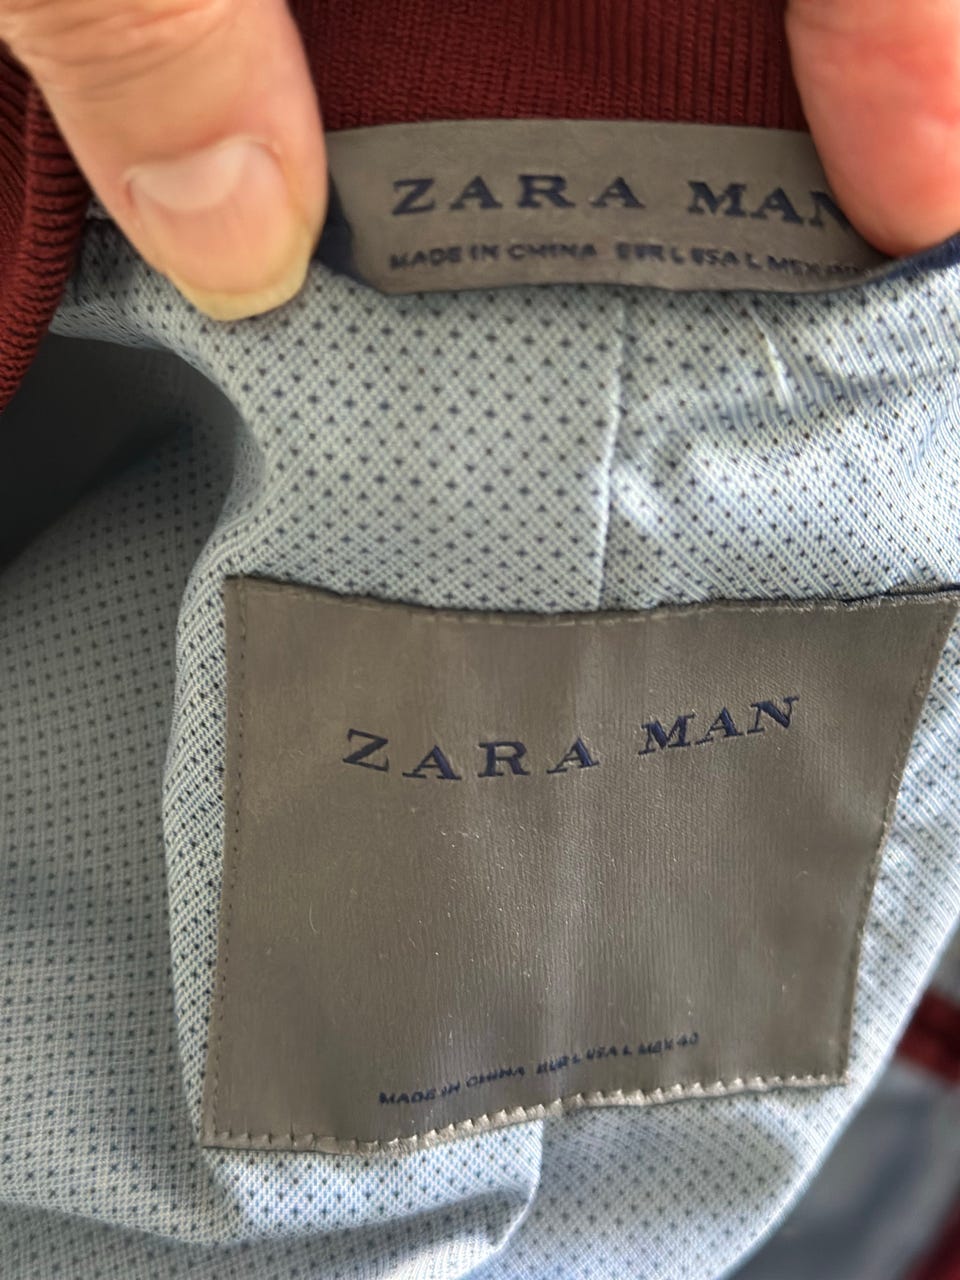 ZARA MAN
MADE IN CHINA EUR L USA L MEX
ZARA MAN
MADE IN CHINA EUR L USA L MEX 40